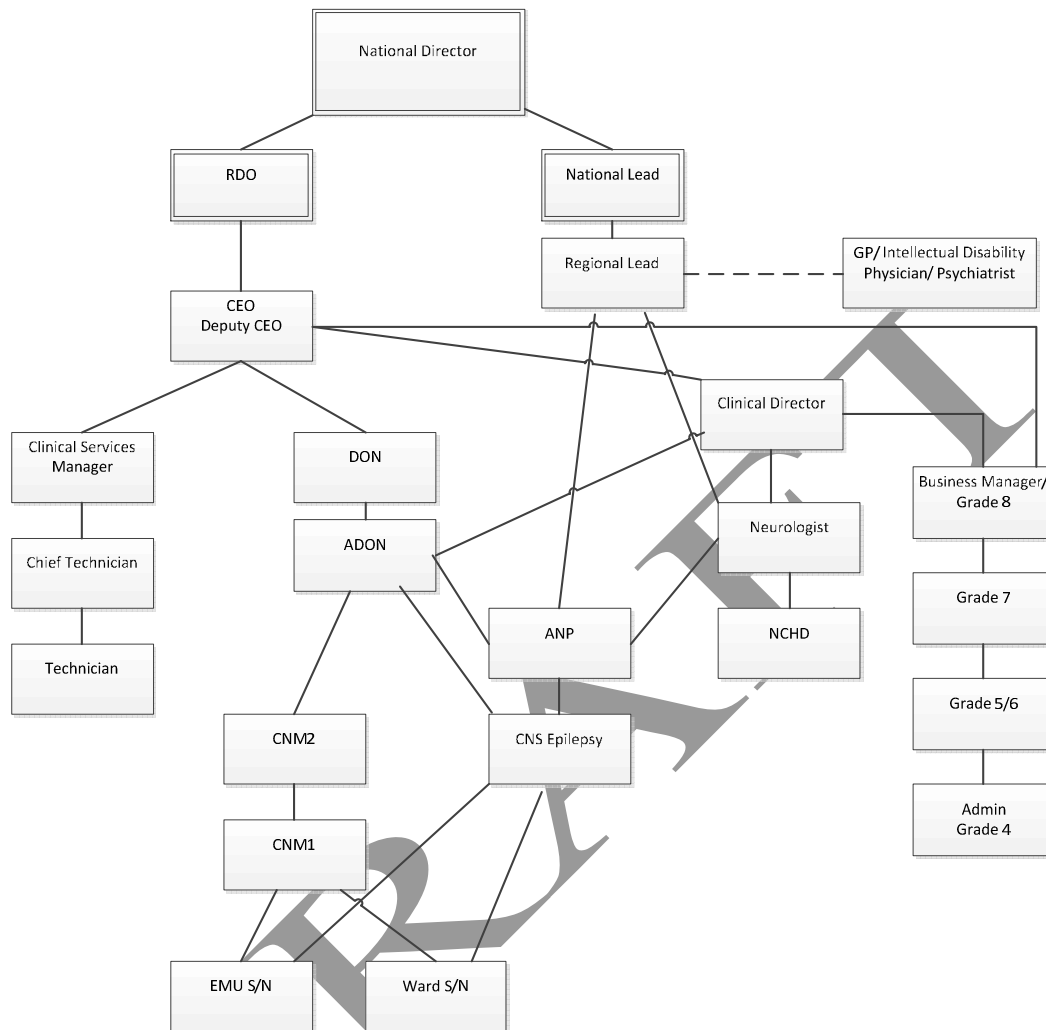 National Director
RDO
National Lead
Regional Lead
GP/ Intellectual Disability
Physician/ Psychiatrist
CEO
Deputy CEO
Clinical Director
Clinical Services
Manager
DON
Business Manager/
Grade 8
Neurologist
ADON
Chief Technician
Grade 7
ANP
NCHD
Technician
Grade 5/6
CNM2
CNS Epilepsy
Admin
Grade 4
CNM1
EMU S/N
Ward S/N